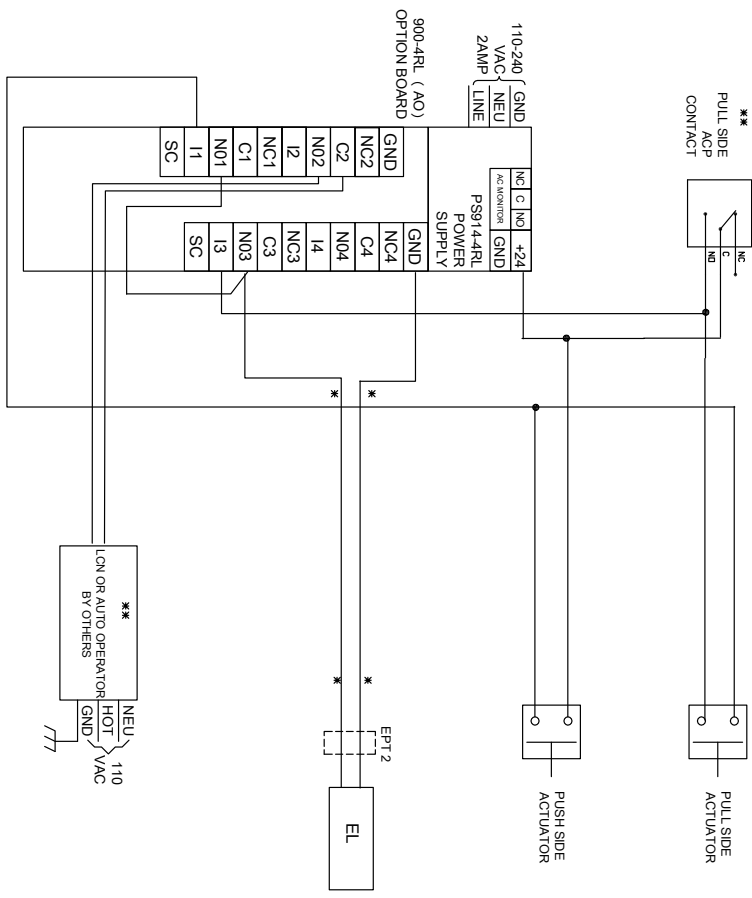 **
PULL SIDE
ACP
CONTACT
NC
C
NO
110-240
VAC
2AMP
GND
NEU
LINE
900-4RL ( AO)
OPTION BOARD
NC C NO
AC MONITOR
+24
GND
PS914-4RL
POWER
SUPPLY
GND
NC2
C2
N02
I2
NC1
C1
N01
I1
SC
GND
NC4
C4
N04
I4
NC3
C3
N03
I3
SC
*
*
*
*
EPT 2
EL
PULL SIDE
ACTUATOR
PUSH SIDE
ACTUATOR
**
LCN OR AUTO OPERATOR
BY OTHERS
NEU
HOT
GND
110
VAC